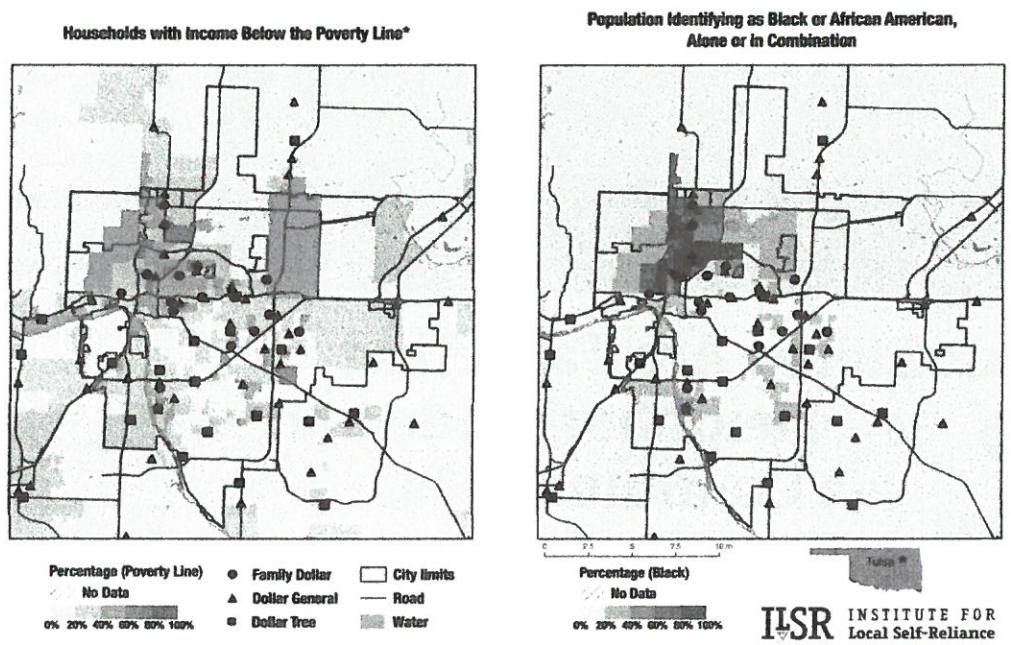 Households with Income Below the Poverty Line*
Population Identifying as Black or African American,
Alone or in Combination
Percentage (Poverty Line)
No Data
0% 20% 40% 60% 80% 100%
Family Dollar
Dollar General
Dollar Tree
City limits
Road
Water
0 2.5 5 7.5 10 m
Percentage (Black)
No Data
0% 20% 40% 60% 80% 100%
Tulsa
ILSR
INSTITUTE FOR
Local Self-Reliance